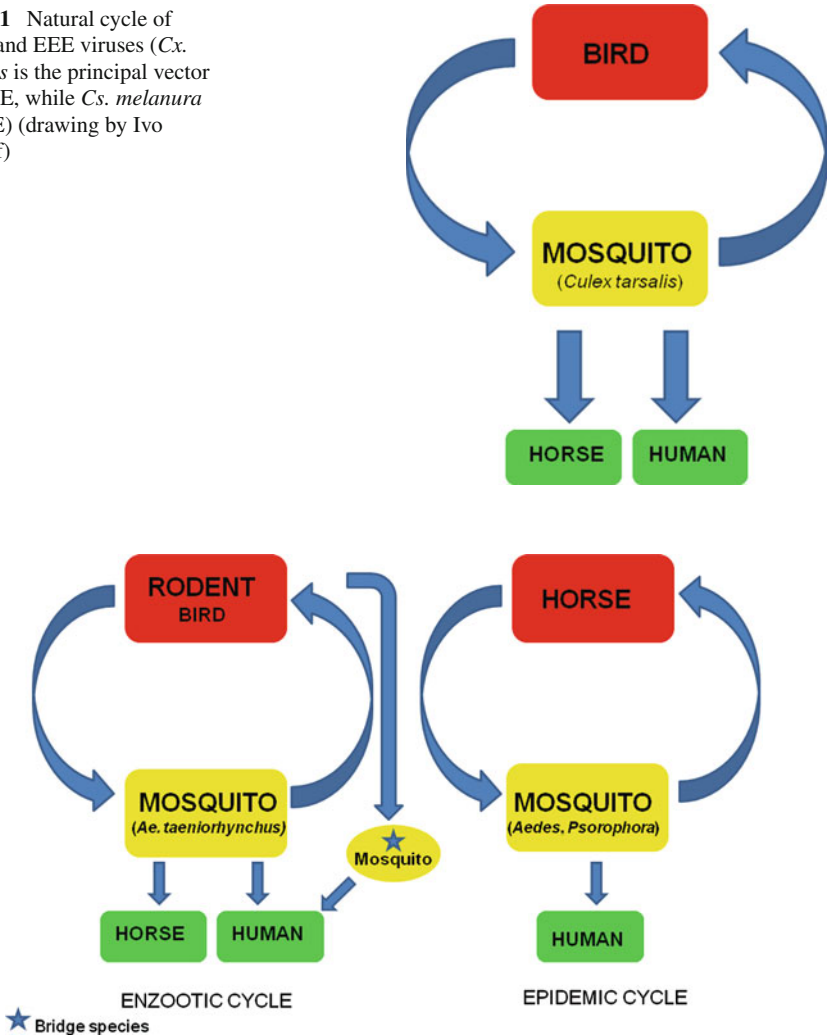 1 Natural cycle of
and EEE viruses (Cx.
s is the principal vector
E, while Cs. melanura
E) (drawing by Ivo
f)
BIRD
MOSQUITO
(Culex tarsalis)
HORSE HUMAN
RODENT
BIRD
MOSQUITO
(Ae. taeniorhynchus)
Mosquito
HORSE HUMAN
ENZOOTIC CYCLE
Bridge species
HORSE
MOSQUITO
(Aedes, Psorophora)
HUMAN
EPIDEMIC CYCLE